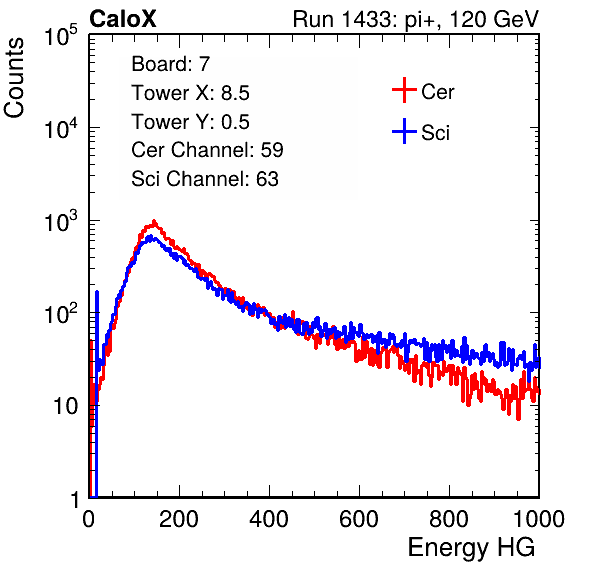 CaloX Run 1433: pi+, 120 GeV
Counts
10^5
10^4
10^3
10^2
10
1
Board: 7
Tower X: 8.5
Tower Y: 0.5
Cer Channel: 59
Sci Channel: 63
Cer
Sci
0 200 400 600 800 1000
Energy HG